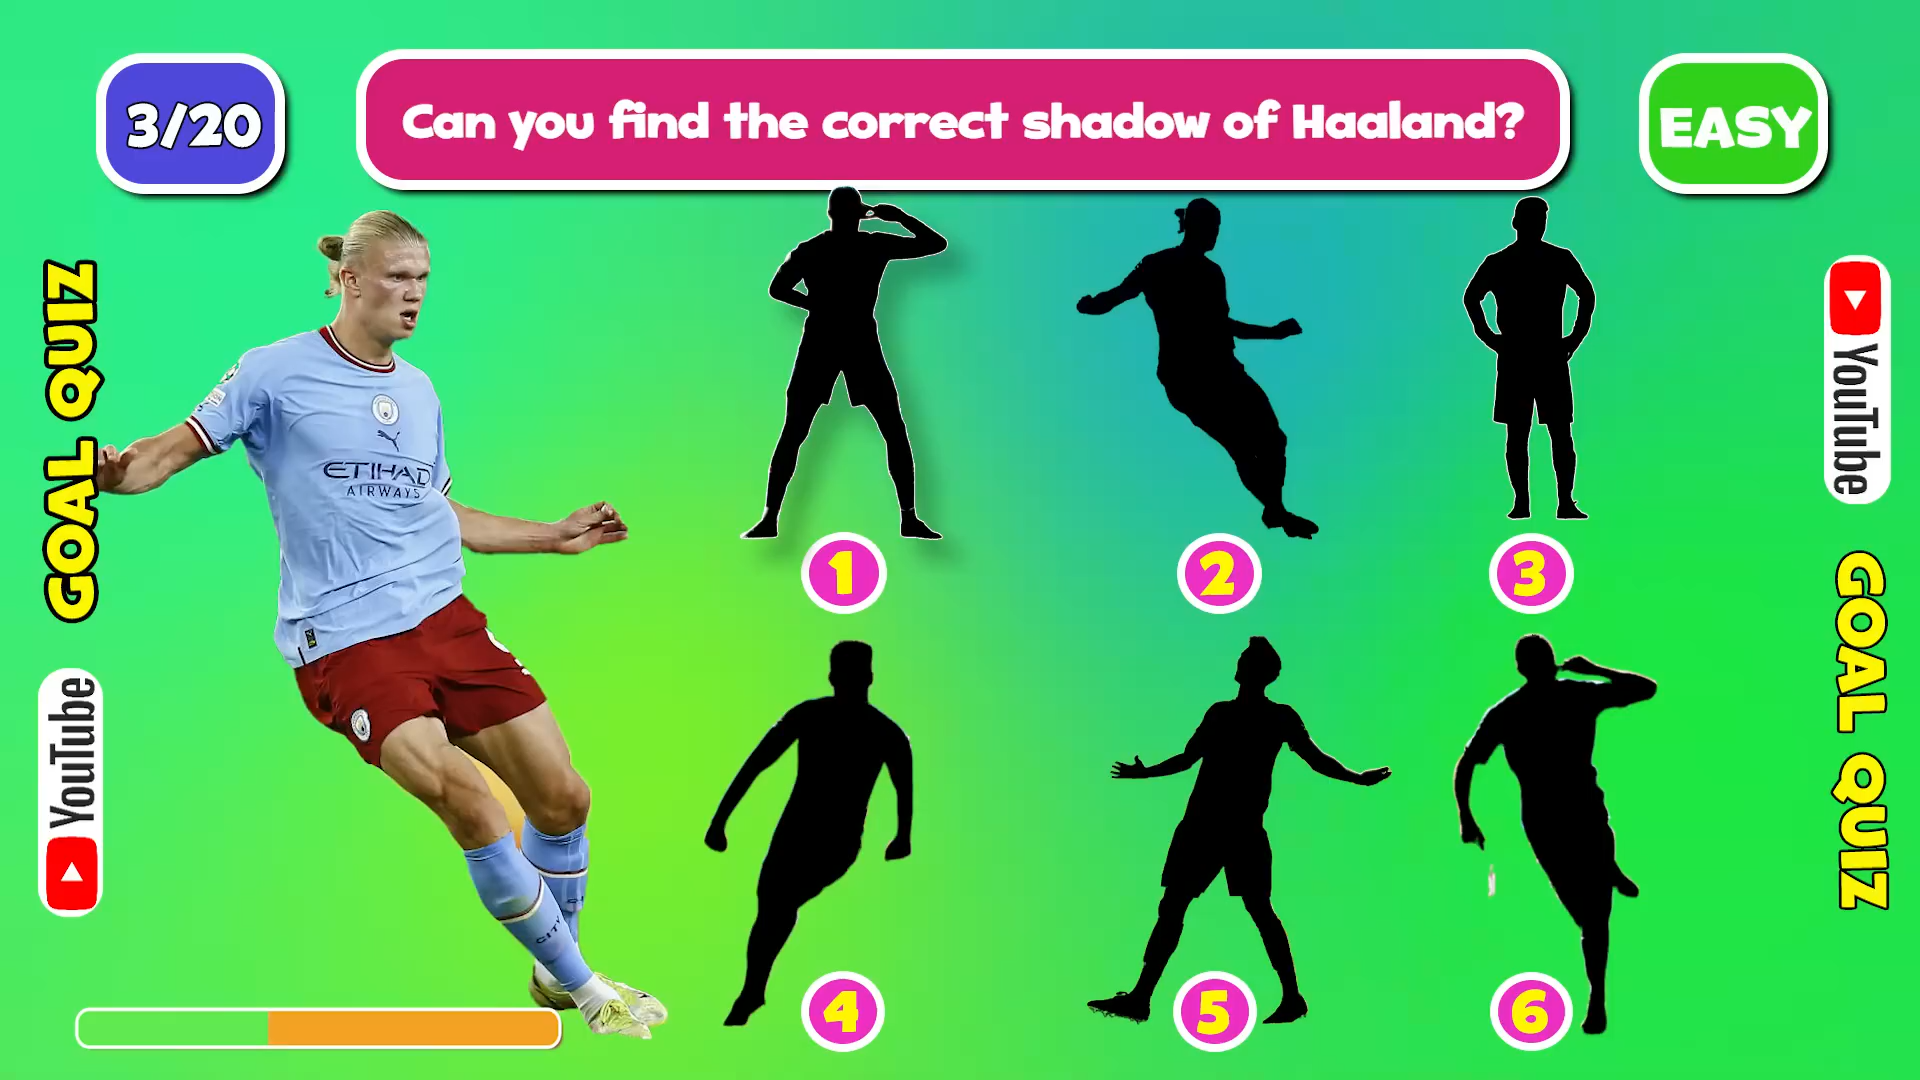 3/20
Can you find the correct shadow of Haaland?
EASY
GOAL QUIZ
YouTube
ETIHAD
AIRWAYS
CITY
1
2
3
4
5
6
YouTube
GOAL QUIZ